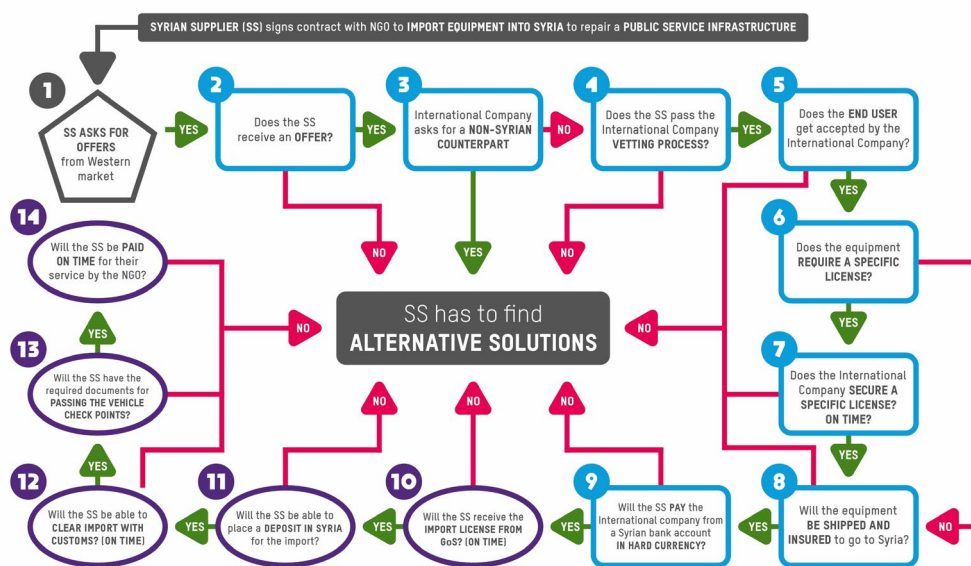 SYRIAN SUPPLIER (SS) signs contract with NGO to IMPORT EQUIPMENT INTO SYRIA to repair a PUBLIC SERVICE INFRASTRUCTURE
1
SS ASKS FOR
OFFERS
from Western
market
YES
2
Does the SS
receive an OFFER?
YES
NO
3
International Company
asks for a NON-SYRIAN
COUNTERPART
NO
YES
4
Does the SS pass the
International Company
VETTING PROCESS?
YES
NO
5
Does the END USER
get accepted by the
International Company?
YES
6
Does the equipment
REQUIRE A SPECIFIC
LICENSE?
YES
7
Does the International
Company SECURE A
SPECIFIC LICENSE?
ON TIME?
YES
NO
8
Will the equipment
BE SHIPPED AND
INSURED to go to Syria?
NO
YES
9
Will the SS PAY the
International company from
a Syrian bank account
IN HARD CURRENCY?
NO
YES
10
Will the SS receive the
IMPORT LICENSE FROM
GoS? (ON TIME)
NO
YES
11
Will the SS be able to
place a DEPOSIT IN SYRIA
for the import?
NO
YES
12
Will the SS be able to
CLEAR IMPORT WITH
CUSTOMS? (ON TIME)
YES
13
Will the SS have the
required documents for
PASSING THE VEHICLE
CHECK POINTS?
YES
14
Will the SS be PAID
ON TIME for their
service by the NGO?
NO
SS has to find
ALTERNATIVE SOLUTIONS